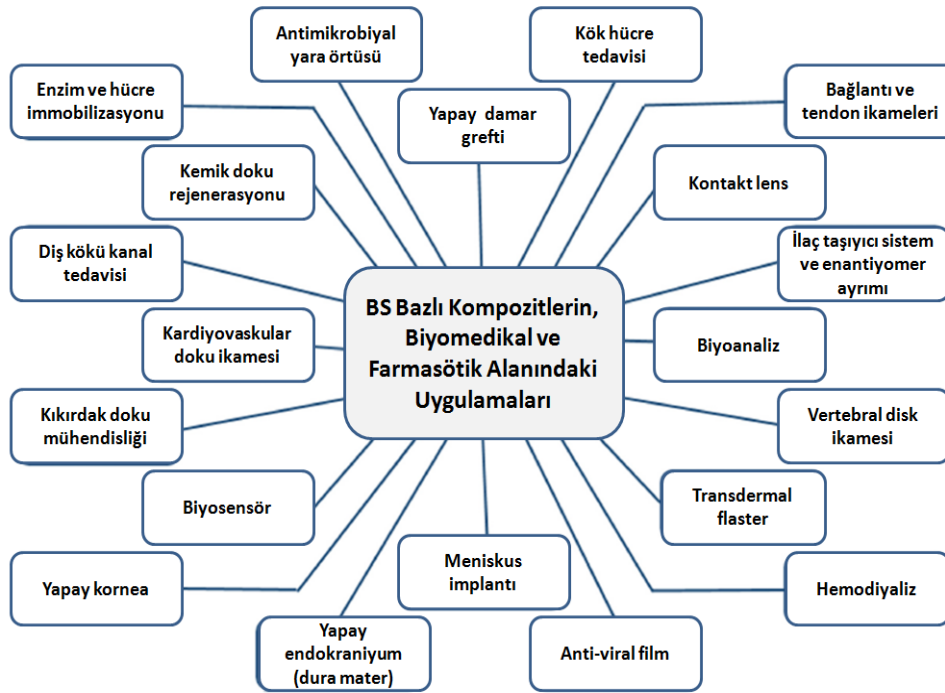 Antimikrobiyal
yara örtüsü
Kök hücre
tedavisi
Enzim ve hücre
immobilizasyonu
Yapay damar
grefti
Bağlantı ve
tendon ikameleri
Kemik doku
rejenerasyonu
Kontakt lens
Diş kökü kanal
tedavisi
İlaç taşıyıcı sistem
ve enantiyomer
ayrımı
BS Bazlı Kompozitlerin,
Biyomedikal ve
Farmasötik Alanındaki
Uygulamaları
Kardiyovaskular
doku ikamesi
Biyoanaliz
Kıkırdak doku
mühendisliği
Vertebral disk
ikamesi
Biyosensör
Transdermal
flaster
Meniskus
implantı
Yapay kornea
Hemodiyaliz
Yapay
endokraniyum
(dura mater)
Anti-viral film